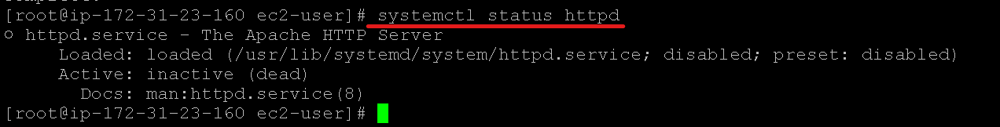 [root@ip-172-31-23-160 ec2-user]# systemctl status httpd
○ httpd.service - The Apache HTTP Server
Loaded: loaded (/usr/lib/systemd/system/httpd.service; disabled; preset: disabled)
Active: inactive (dead)
Docs: man:httpd.service(8)
[root@ip-172-31-23-160 ec2-user]#